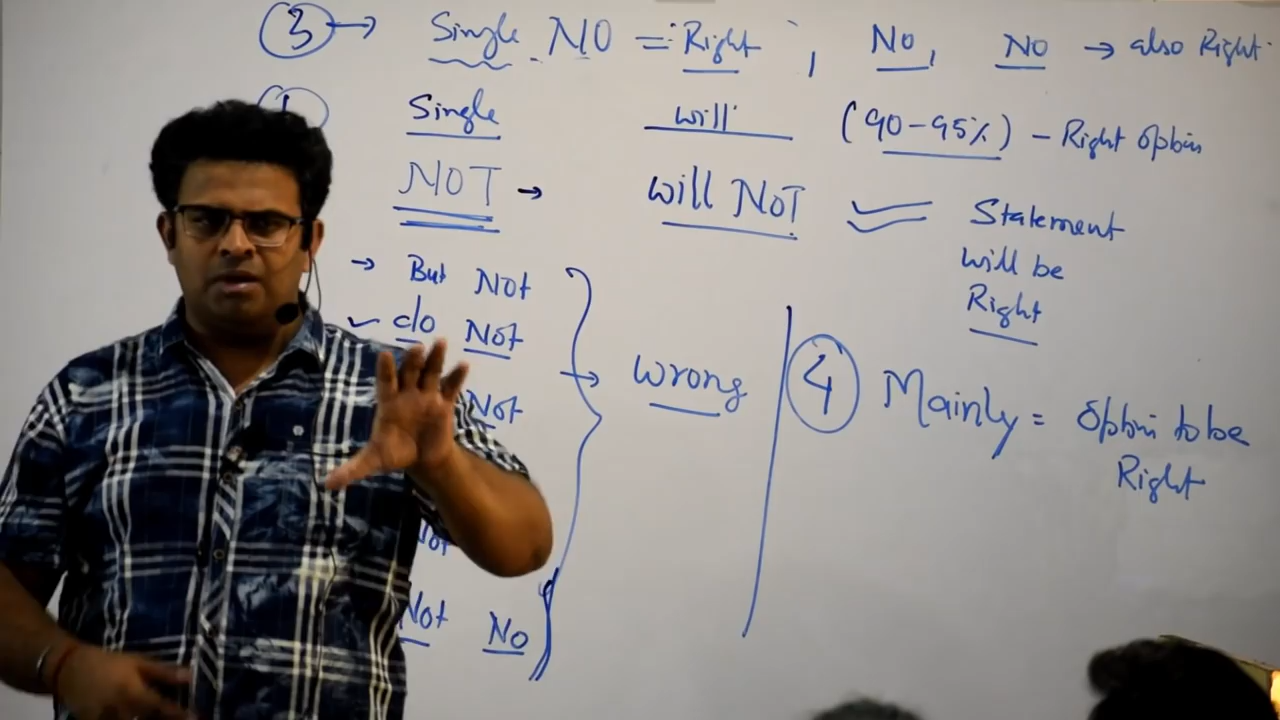 3 → Single NO = Right, No, No → also Right
Single will (90-95%) - Right option
NOT → will NOT Statement will be Right
→ But Not
✓ do Not
Not
→ wrong
4 Mainly = option to be Right
Not
Not No